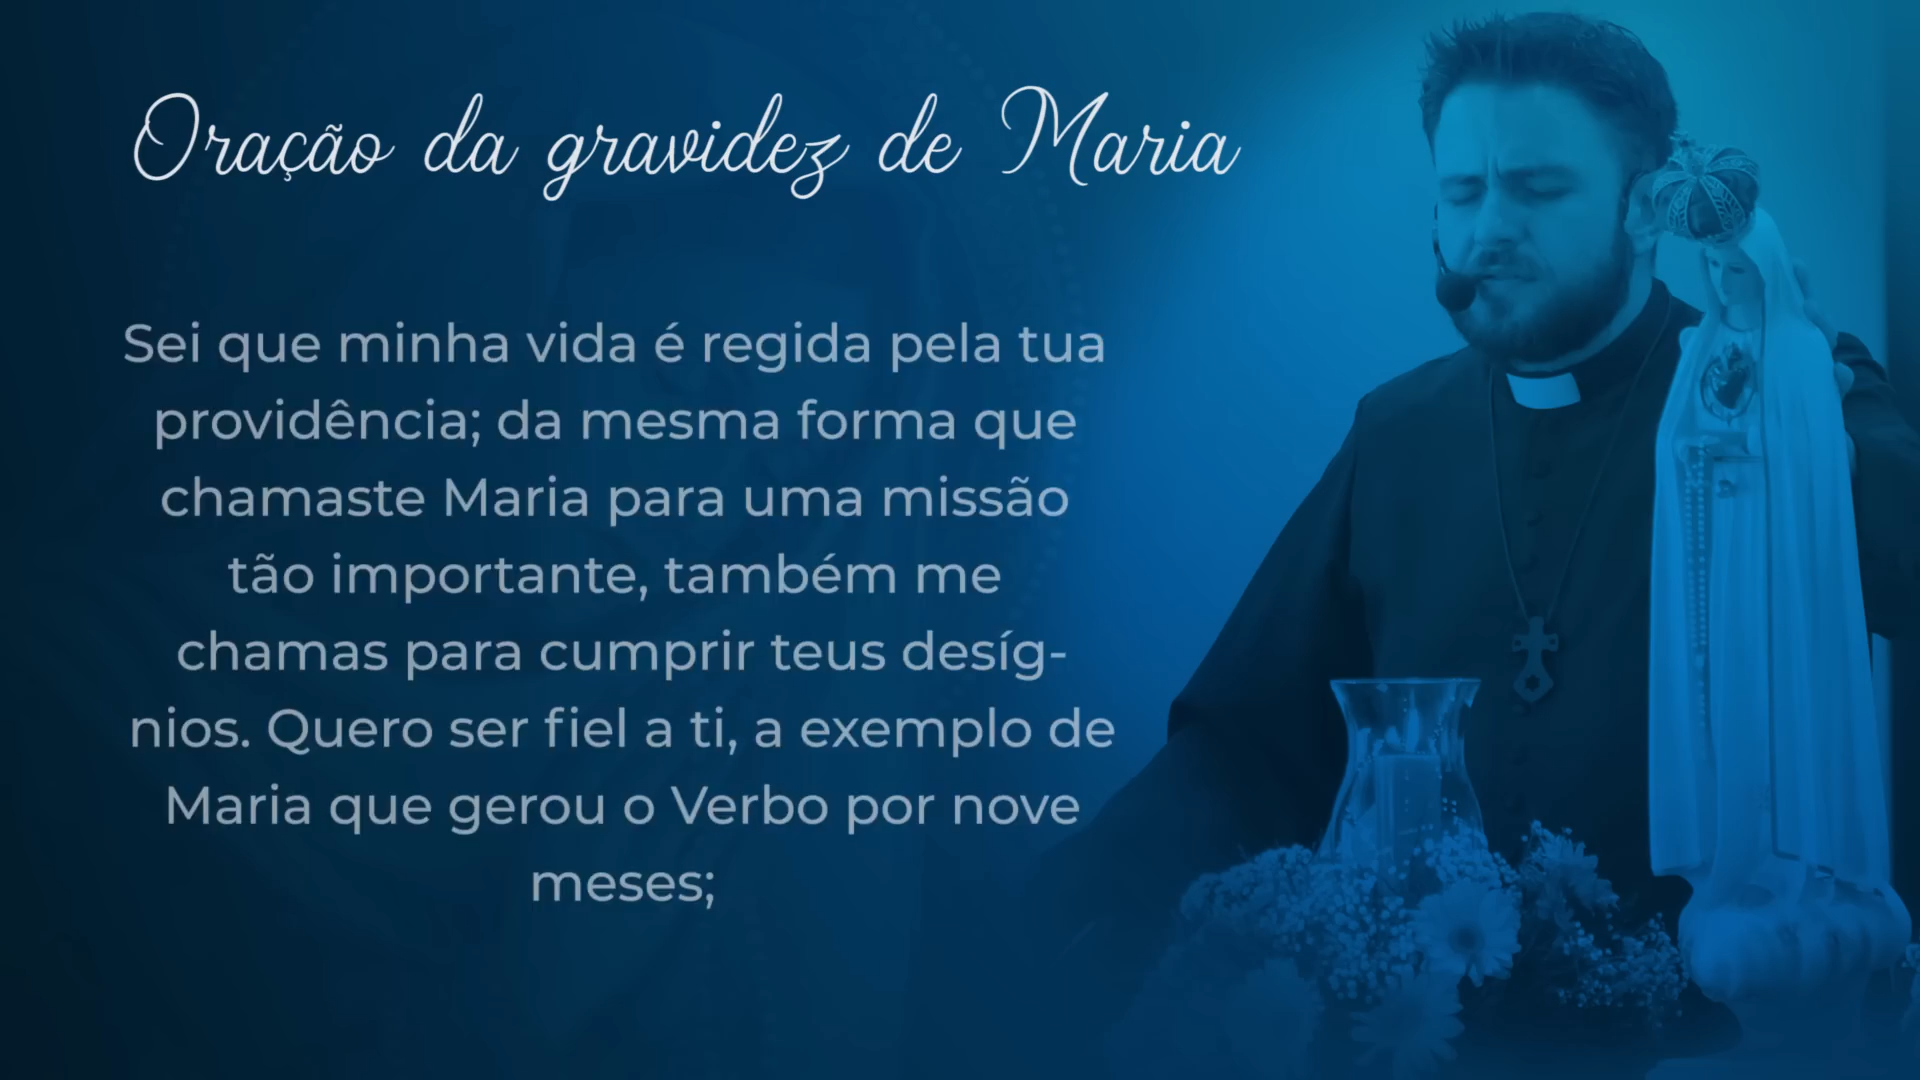 Oração da gravidez de Maria
Sei que minha vida é regida pela tua
providência; da mesma forma que
chamaste Maria para uma missão
tão importante, também me
chamas para cumprir teus desíg-
nios. Quero ser fiel a ti, a exemplo de
Maria que gerou o Verbo por nove
meses;